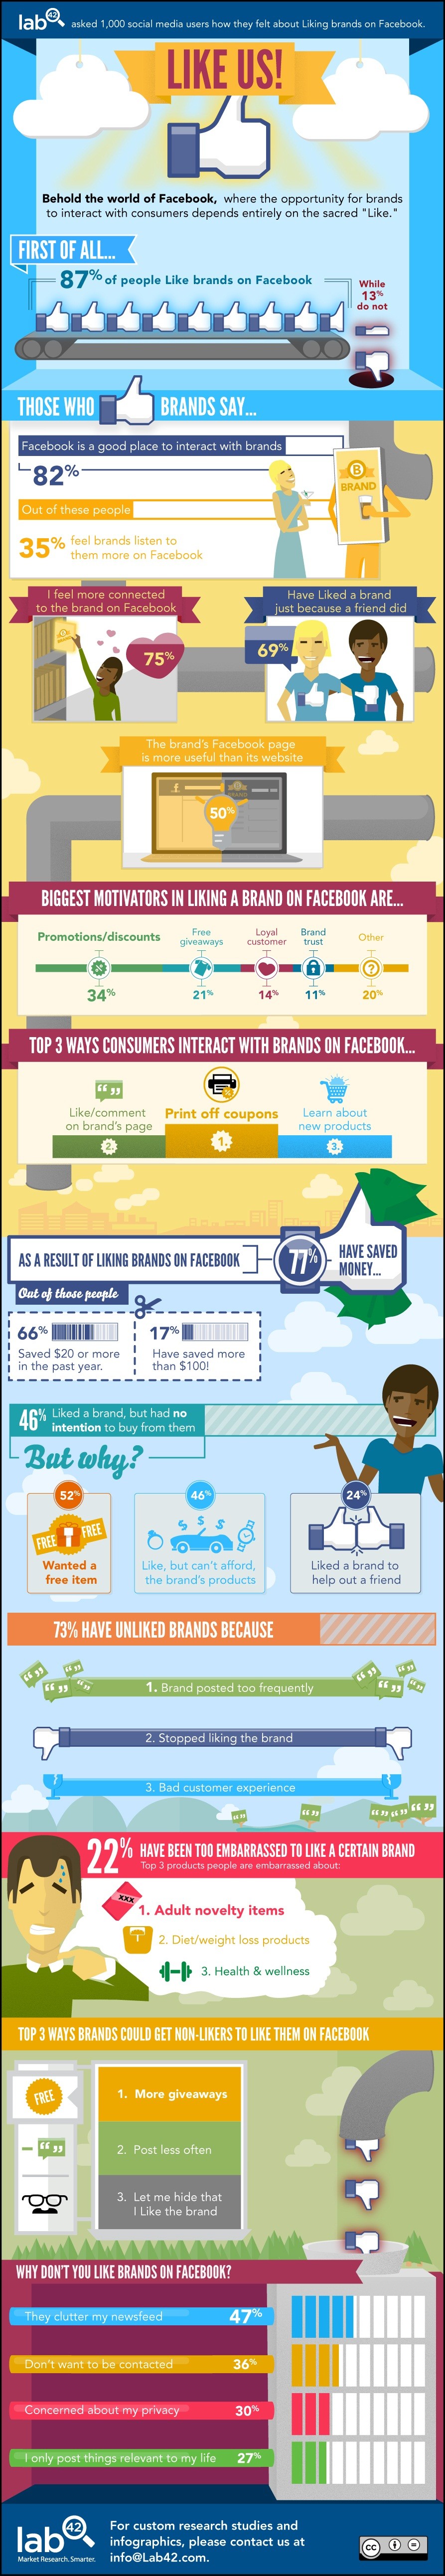 lab42 asked 1,000 social media users how they felt about Liking brands on Facebook.
LIKE US!
Behold the world of Facebook, where the opportunity for brands
to interact with consumers depends entirely on the sacred "Like."
FIRST OF ALL...
87% of people Like brands on Facebook
While
13%
do not
THOSE WHO BRANDS SAY...
Facebook is a good place to interact with brands
82%
Out of these people
35% feel brands listen to
them more on Facebook
B
BRAND
I feel more connected
to the brand on Facebook
75%
Have Liked a brand
just because a friend did
69%
The brand's Facebook page
is more useful than its website
f
BRAND
50%
BIGGEST MOTIVATORS IN LIKING A BRAND ON FACEBOOK ARE...
Promotions/discounts
34%
Free
giveaways
21%
Loyal
customer
14%
Brand
trust
11%
Other
?
20%
TOP 3 WAYS CONSUMERS INTERACT WITH BRANDS ON FACEBOOK...
Like/comment
on brand's page
2.
Print off coupons
1.
Learn about
new products
3.
AS A RESULT OF LIKING BRANDS ON FACEBOOK
77%
HAVE SAVED
MONEY...
Out of those people
66%
Saved $20 or more
in the past year.
17%
Have saved more
than $100!
46% Liked a brand, but had no
intention to buy from them
But why?
52%
FREE FREE
Wanted a
free item
46%
$ $ $
Like, but can't afford,
the brand's products
24%
Liked a brand to
help out a friend
73% HAVE UNLIKED BRANDS BECAUSE
1. Brand posted too frequently
2. Stopped liking the brand
3. Bad customer experience
22% HAVE BEEN TOO EMBARRASSED TO LIKE A CERTAIN BRAND
Top 3 products people are embarrassed about:
XXX
1. Adult novelty items
2. Diet/weight loss products
3. Health & wellness
TOP 3 WAYS BRANDS COULD GET NON-LIKERS TO LIKE THEM ON FACEBOOK
FREE
1. More giveaways
2. Post less often
3. Let me hide that
I Like the brand
WHY DON'T YOU LIKE BRANDS ON FACEBOOK?
They clutter my newsfeed 47%
Don't want to be contacted 36%
Concerned about my privacy 30%
I only post things relevant to my life 27%
lab42
Market Research. Smarter.
For custom research studies and
infographics, please contact us at
info@Lab42.com.
cc